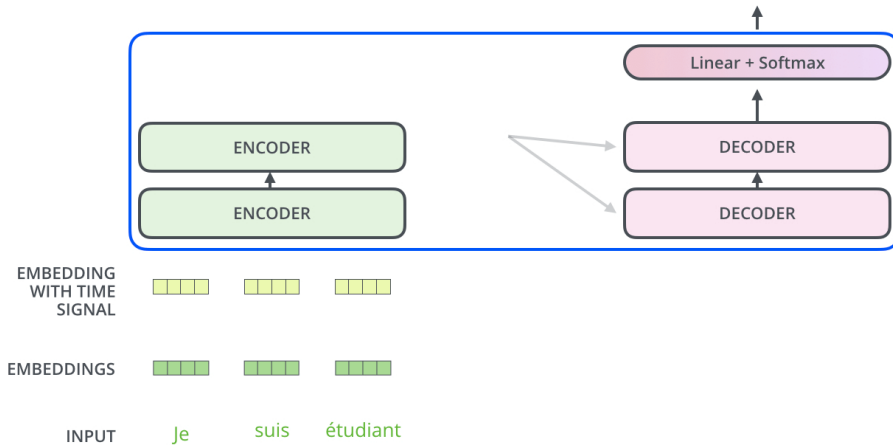 Linear + Softmax
ENCODER
DECODER
ENCODER
DECODER
EMBEDDING
WITH TIME
SIGNAL
EMBEDDINGS
INPUT
Je
suis
étudiant